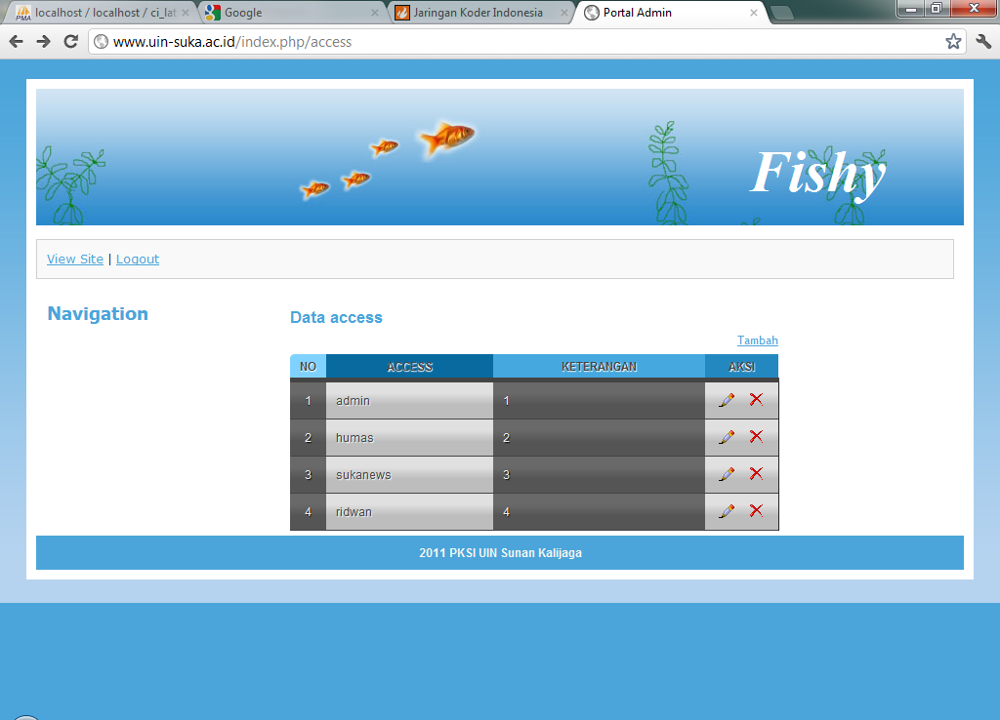 localhost / localhost / ci_lat
Google
Jaringan Koder Indonesia
Portal Admin
www.uin-suka.ac.id/index.php/access
Fishy
View Site | Logout
Navigation
Data access
Tambah
NO ACCESS KETERANGAN AKSI
1 admin 1
2 humas 2
3 sukanews 3
4 ridwan 4
2011 PKSI UIN Sunan Kalijaga